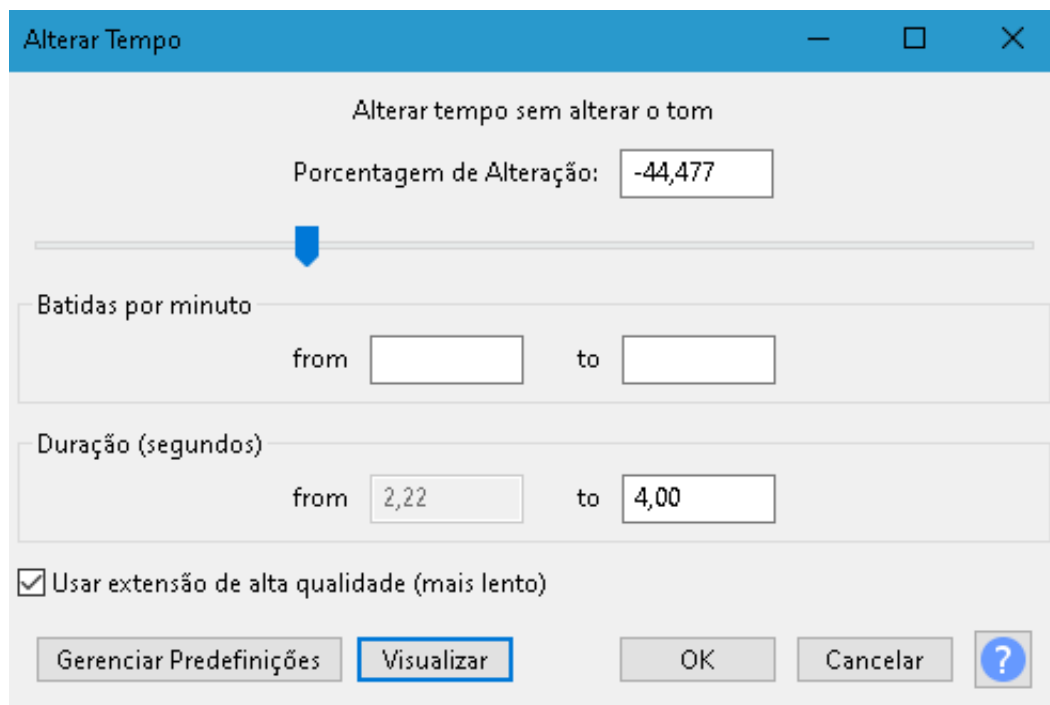 Alterar Tempo
Alterar tempo sem alterar o tom
Porcentagem de Alteração: -44,477
Batidas por minuto
from to
Duração (segundos)
from 2,22 to 4,00
Usar extensão de alta qualidade (mais lento)
Gerenciar Predefinições Visualizar OK Cancelar ?